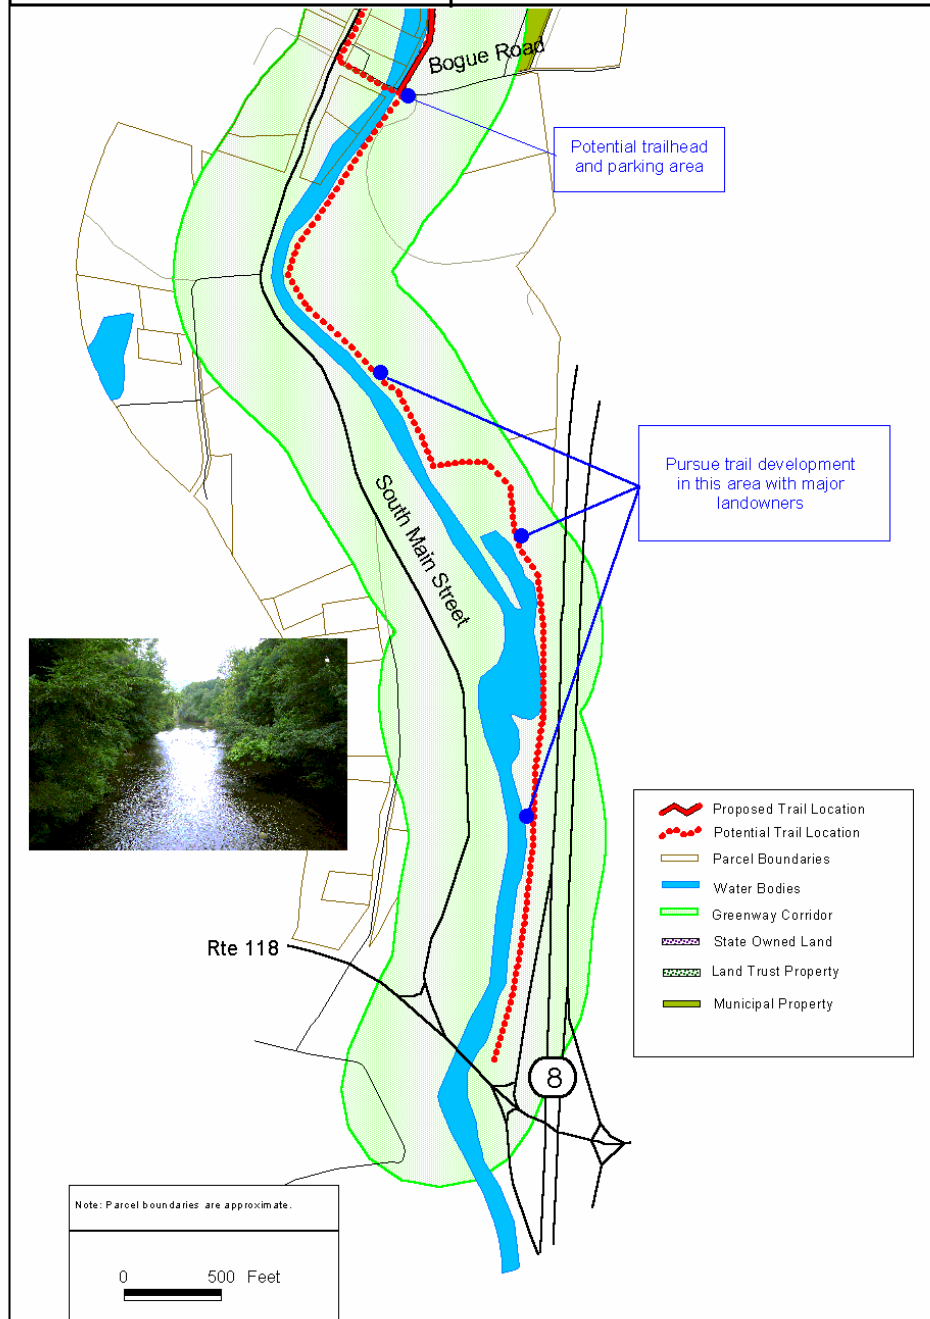 Bogue Road
Potential trailhead
and parking area
Pursue trail development
in this area with major
landowners
South Main Street
Proposed Trail Location
Potential Trail Location
Parcel Boundaries
Water Bodies
Greenway Corridor
State Owned Land
Land Trust Property
Municipal Property
Rte 118
8
Note: Parcel boundaries are approximate.
0 500 Feet